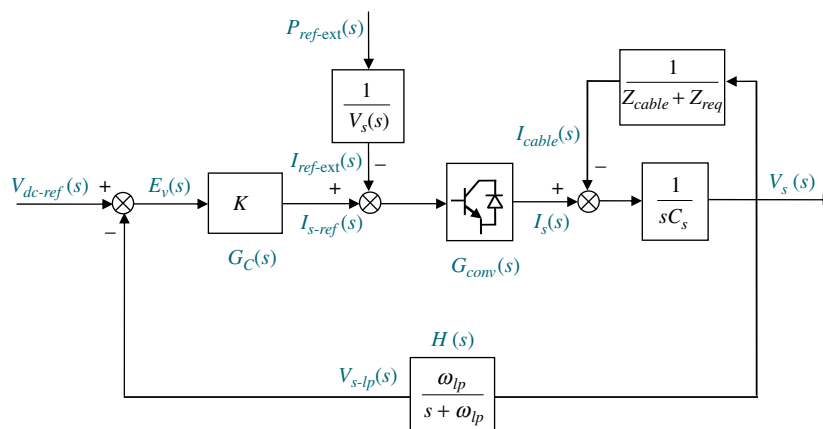 P_ref-ext(s)
1
V_s(s)
1
Z_cable + Z_req
I_cable(s)
I_ref-ext(s)
−
−
V_dc-ref(s)
+
E_v(s)
K
+
I_s-ref(s)
+
I_s(s)
1
sC_s
V_s(s)
−
G_C(s)
G_conv(s)
H(s)
V_s-lp(s)
ω_lp
s + ω_lp